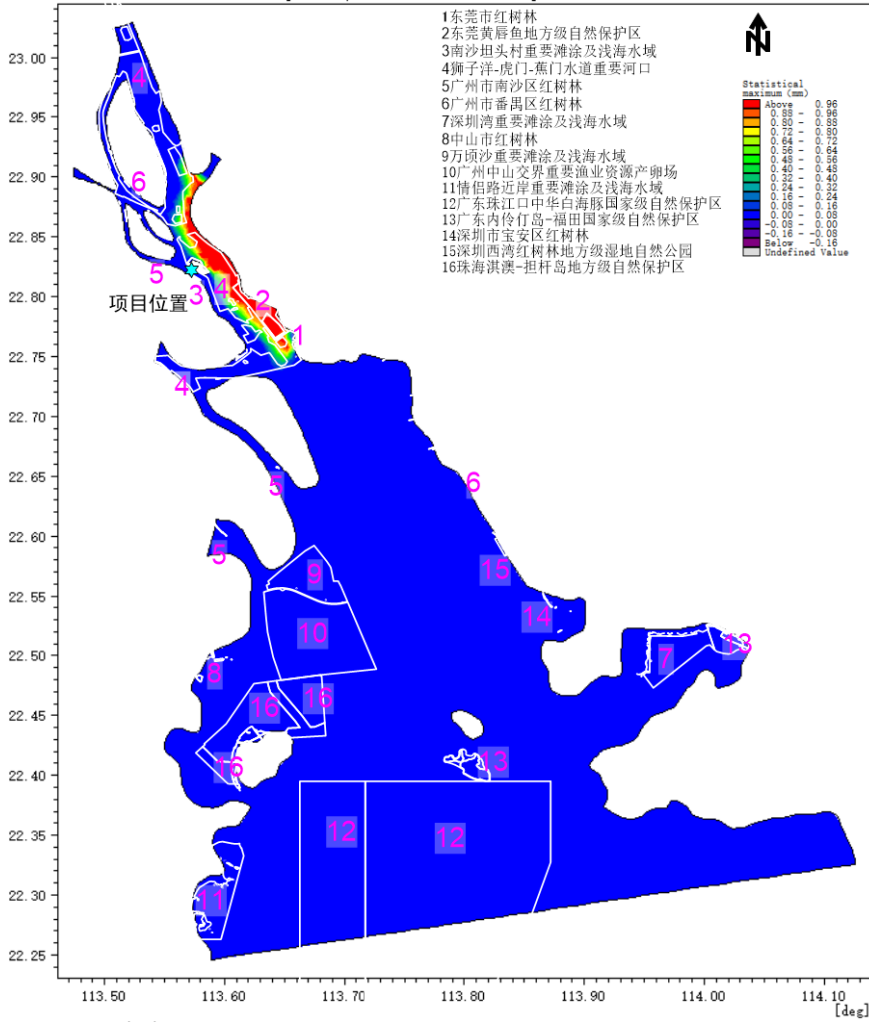 1东莞市红树林
2东莞黄唇鱼地方级自然保护区
3南沙坦头村重要滩涂及浅海水域
4狮子洋-虎门-蕉门水道重要河口
5广州市南沙区红树林
6广州市番禺区红树林
7深圳湾重要滩涂及浅海水域
8中山市红树林
9万顷沙重要滩涂及浅海水域
10广州中山交界重要渔业资源产卵场
11情侣路近岸重要滩涂及浅海水域
12广东珠江口中华白海豚国家级自然保护区
13广东内伶仃岛-福田国家级自然保护区
14深圳市宝安区红树林
15深圳西湾红树林地方级湿地自然公园
16珠海淇澳-担杆岛地方级自然保护区
N
Statistical
maximum (mm)
Above 0.96
0.88 - 0.96
0.80 - 0.88
0.72 - 0.80
0.64 - 0.72
0.56 - 0.64
0.48 - 0.56
0.40 - 0.48
0.32 - 0.40
0.24 - 0.32
0.16 - 0.24
0.08 - 0.16
0.00 - 0.08
-0.08 - 0.00
-0.16 - -0.08
Below -0.16
Undefined Value
23.00
22.95
22.90
22.85
22.80
22.75
22.70
22.65
22.60
22.55
22.50
22.45
22.40
22.35
22.30
22.25
4
6
5
3
4
2
1
项目位置
4
5
6
5
9
15
10
14
13
7
8
16
16
16
13
12
12
11
113.50
113.60
113.70
113.80
113.90
114.00
114.10
[deg]